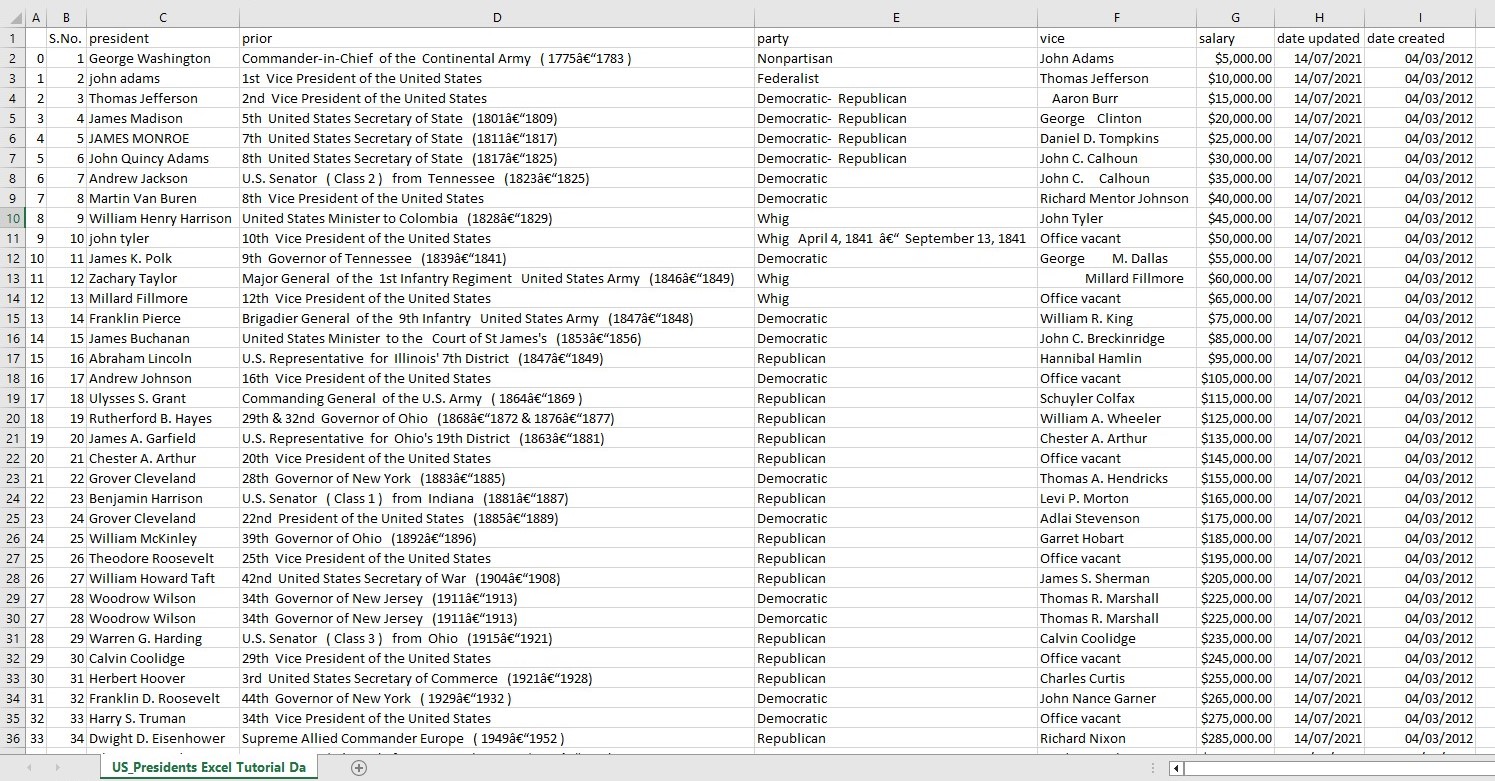 A B C D E F G H I
1 S.No. president prior party vice salary date updated date created
2 0 1 George Washington Commander-in-Chief of the Continental Army ( 1775â€“1783 ) Nonpartisan John Adams $5,000.00 14/07/2021 04/03/2012
3 1 2 john adams 1st Vice President of the United States Federalist Thomas Jefferson $10,000.00 14/07/2021 04/03/2012
4 2 3 Thomas Jefferson 2nd Vice President of the United States Democratic- Republican Aaron Burr $15,000.00 14/07/2021 04/03/2012
5 3 4 James Madison 5th United States Secretary of State (1801â€“1809) Democratic- Republican George Clinton $20,000.00 14/07/2021 04/03/2012
6 4 5 JAMES MONROE 7th United States Secretary of State (1811â€“1817) Democratic- Republican Daniel D. Tompkins $25,000.00 14/07/2021 04/03/2012
7 5 6 John Quincy Adams 8th United States Secretary of State (1817â€“1825) Democratic- Republican John C. Calhoun $30,000.00 14/07/2021 04/03/2012
8 6 7 Andrew Jackson U.S. Senator ( Class 2 ) from Tennessee (1823â€“1825) Democratic John C. Calhoun $35,000.00 14/07/2021 04/03/2012
9 7 8 Martin Van Buren 8th Vice President of the United States Democratic Richard Mentor Johnson $40,000.00 14/07/2021 04/03/2012
10 8 9 William Henry Harrison United States Minister to Colombia (1828â€“1829) Whig John Tyler $45,000.00 14/07/2021 04/03/2012
11 9 10 john tyler 10th Vice President of the United States Whig April 4, 1841 â€“ September 13, 1841 Office vacant $50,000.00 14/07/2021 04/03/2012
12 10 11 James K. Polk 9th Governor of Tennessee (1839â€“1841) Democratic George M. Dallas $55,000.00 14/07/2021 04/03/2012
13 11 12 Zachary Taylor Major General of the 1st Infantry Regiment United States Army (1846â€“1849) Whig Millard Fillmore $60,000.00 14/07/2021 04/03/2012
14 12 13 Millard Fillmore 12th Vice President of the United States Whig Office vacant $65,000.00 14/07/2021 04/03/2012
15 13 14 Franklin Pierce Brigadier General of the 9th Infantry United States Army (1847â€“1848) Democratic William R. King $75,000.00 14/07/2021 04/03/2012
16 14 15 James Buchanan United States Minister to the Court of St James's (1853â€“1856) Democratic John C. Breckinridge $85,000.00 14/07/2021 04/03/2012
17 15 16 Abraham Lincoln U.S. Representative for Illinois' 7th District (1847â€“1849) Republican Hannibal Hamlin $95,000.00 14/07/2021 04/03/2012
18 16 17 Andrew Johnson 16th Vice President of the United States Democratic Office vacant $105,000.00 14/07/2021 04/03/2012
19 17 18 Ulysses S. Grant Commanding General of the U.S. Army ( 1864â€“1869 ) Republican Schuyler Colfax $115,000.00 14/07/2021 04/03/2012
20 18 19 Rutherford B. Hayes 29th & 32nd Governor of Ohio (1868â€“1872 & 1876â€“1877) Republican William A. Wheeler $125,000.00 14/07/2021 04/03/2012
21 19 20 James A. Garfield U.S. Representative for Ohio's 19th District (1863â€“1881) Republican Chester A. Arthur $135,000.00 14/07/2021 04/03/2012
22 20 21 Chester A. Arthur 20th Vice President of the United States Republican Office vacant $145,000.00 14/07/2021 04/03/2012
23 21 22 Grover Cleveland 28th Governor of New York (1883â€“1885) Democratic Thomas A. Hendricks $155,000.00 14/07/2021 04/03/2012
24 22 23 Benjamin Harrison U.S. Senator ( Class 1 ) from Indiana (1881â€“1887) Republican Levi P. Morton $165,000.00 14/07/2021 04/03/2012
25 23 24 Grover Cleveland 22nd President of the United States (1885â€“1889) Democratic Adlai Stevenson $175,000.00 14/07/2021 04/03/2012
26 24 25 William McKinley 39th Governor of Ohio (1892â€“1896) Republican Garret Hobart $185,000.00 14/07/2021 04/03/2012
27 25 26 Theodore Roosevelt 25th Vice President of the United States Republican Office vacant $195,000.00 14/07/2021 04/03/2012
28 26 27 William Howard Taft 42nd United States Secretary of War (1904â€“1908) Republican James S. Sherman $205,000.00 14/07/2021 04/03/2012
29 27 28 Woodrow Wilson 34th Governor of New Jersey (1911â€“1913) Demorcatic Thomas R. Marshall $225,000.00 14/07/2021 04/03/2012
30 27 28 Woodrow Wilson 34th Governor of New Jersey (1911â€“1913) Demorcatic Thomas R. Marshall $225,000.00 14/07/2021 04/03/2012
31 28 29 Warren G. Harding U.S. Senator ( Class 3 ) from Ohio (1915â€“1921) Republican Calvin Coolidge $235,000.00 14/07/2021 04/03/2012
32 29 30 Calvin Coolidge 29th Vice President of the United States Republican Office vacant $245,000.00 14/07/2021 04/03/2012
33 30 31 Herbert Hoover 3rd United States Secretary of Commerce (1921â€“1928) Republican Charles Curtis $255,000.00 14/07/2021 04/03/2012
34 31 32 Franklin D. Roosevelt 44th Governor of New York ( 1929â€“1932 ) Democratic John Nance Garner $265,000.00 14/07/2021 04/03/2012
35 32 33 Harry S. Truman 34th Vice President of the United States Democratic Office vacant $275,000.00 14/07/2021 04/03/2012
36 33 34 Dwight D. Eisenhower Supreme Allied Commander Europe ( 1949â€“1952 ) Republican Richard Nixon $285,000.00 14/07/2021 04/03/2012
US_Presidents Excel Tutorial Da